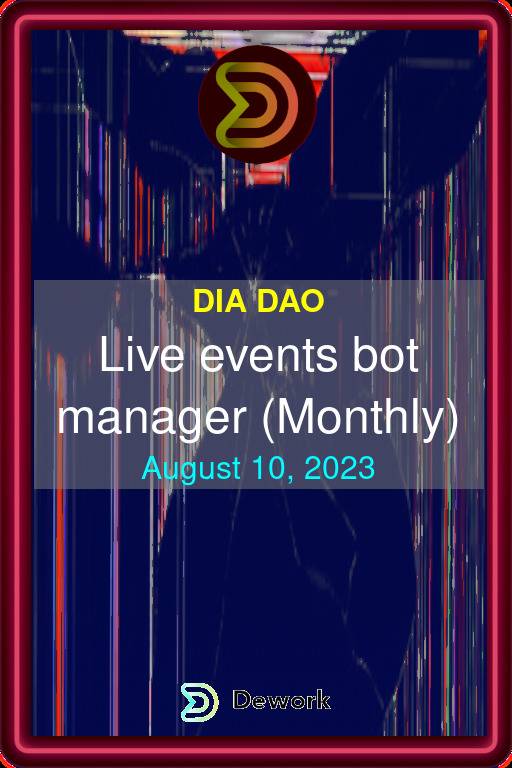 DIA DAO
Live events bot
manager (Monthly)
August 10, 2023
Dework